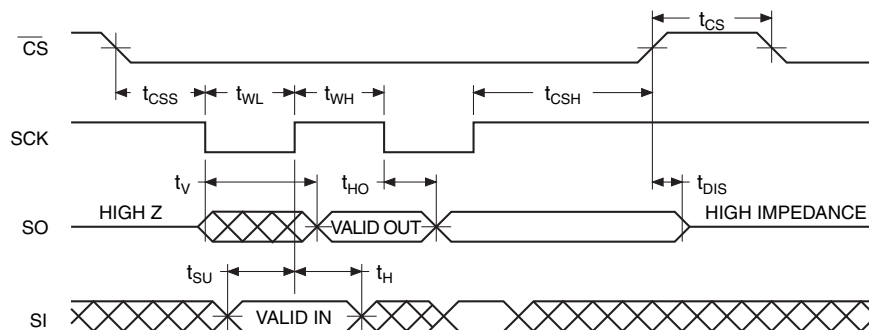 CS
tCS
tCSS
tWL
tWH
tCSH
SCK
tV
tHO
tDIS
HIGH Z
VALID OUT
HIGH IMPEDANCE
SO
tSU
tH
SI
VALID IN